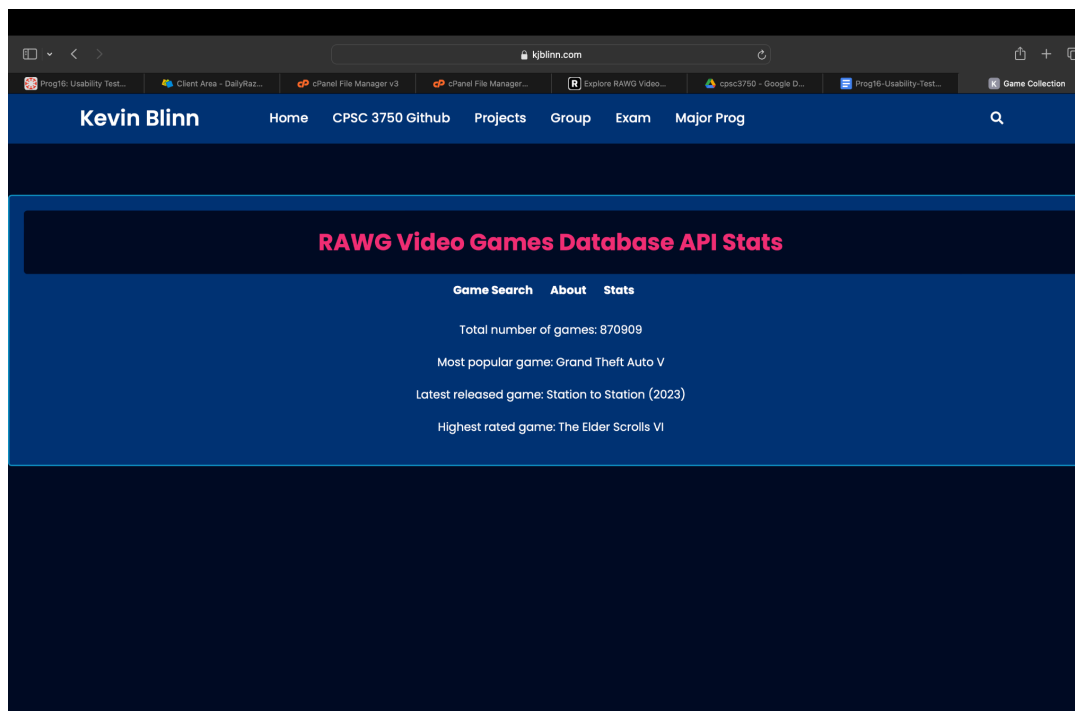 kjblinn.com
Prog16: Usability Test... Client Area - DailyRaz... cPanel File Manager v3 cPanel File Manager... Explore RAWG Video... cpsc3750 - Google D... Prog16-Usability-Test... K Game Collection
Kevin Blinn Home CPSC 3750 Github Projects Group Exam Major Prog
RAWG Video Games Database API Stats
Game Search About Stats
Total number of games: 870909
Most popular game: Grand Theft Auto V
Latest released game: Station to Station (2023)
Highest rated game: The Elder Scrolls VI